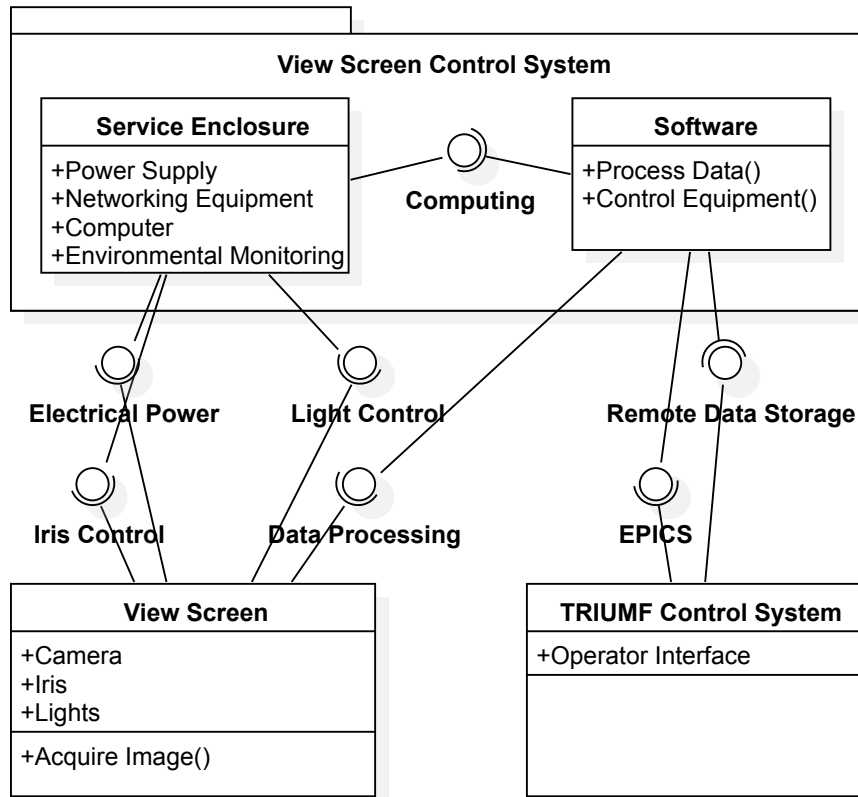 View Screen Control System
Service Enclosure
+Power Supply
+Networking Equipment
+Computer
+Environmental Monitoring
Computing
Software
+Process Data()
+Control Equipment()
Electrical Power
Light Control
Remote Data Storage
Iris Control
Data Processing
EPICS
View Screen
+Camera
+Iris
+Lights
+Acquire Image()
TRIUMF Control System
+Operator Interface